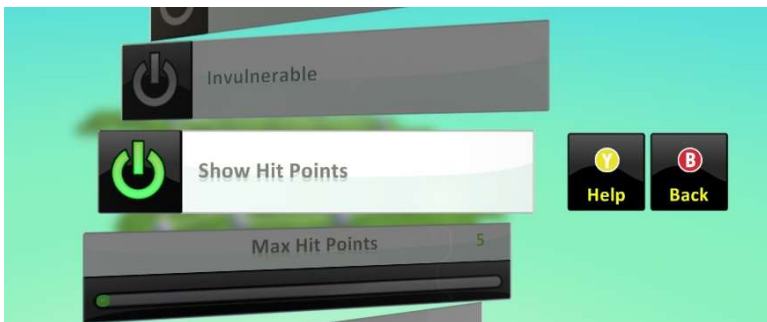 Invulnerable
Show Hit Points
Y
Help
B
Back
Max Hit Points 5